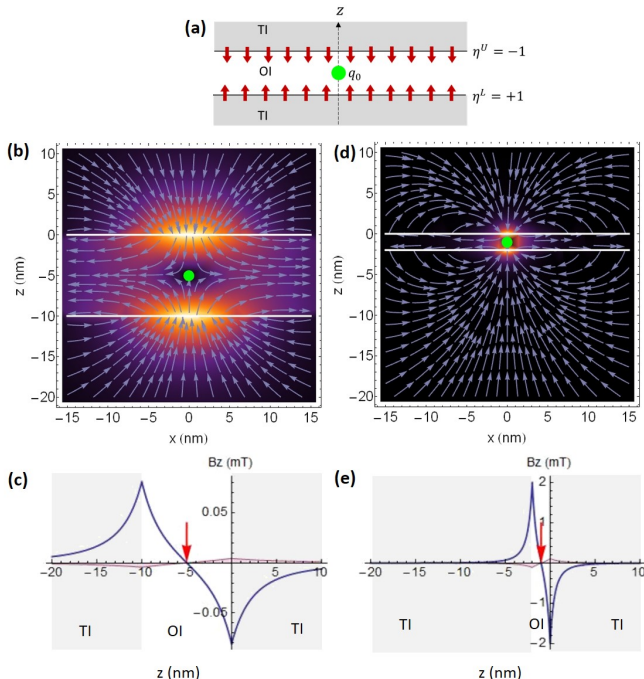 (a)
z
TI
η^U = −1
OI
q₀
η^L = +1
TI
(b)
10
5
0
-5
-10
-15
-20
z (nm)
-15 -10 -5 0 5 10 15
x (nm)
(d)
10
5
0
-5
-10
-15
-20
z (nm)
-15 -10 -5 0 5 10 15
x (nm)
(c)
Bz (mT)
0.05
-20 -15 -10 -5 5 10
-0.05
TI OI TI
z (nm)
(e)
Bz (mT)
2
1
-20 -15 -10 -5 5 10
-1
-2
TI OI TI
z (nm)